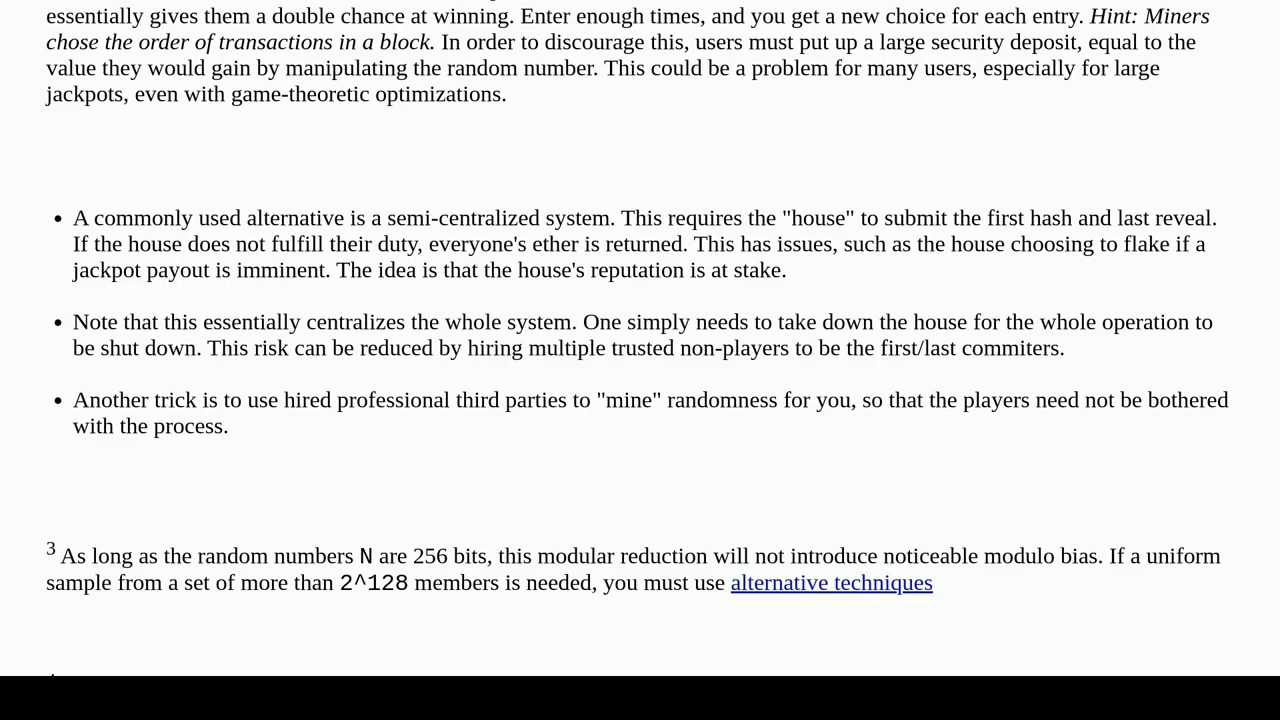 essentially gives them a double chance at winning. Enter enough times, and you get a new choice for each entry. Hint: Miners
chose the order of transactions in a block. In order to discourage this, users must put up a large security deposit, equal to the
value they would gain by manipulating the random number. This could be a problem for many users, especially for large
jackpots, even with game-theoretic optimizations.
• A commonly used alternative is a semi-centralized system. This requires the "house" to submit the first hash and last reveal.
If the house does not fulfill their duty, everyone's ether is returned. This has issues, such as the house choosing to flake if a
jackpot payout is imminent. The idea is that the house's reputation is at stake.
• Note that this essentially centralizes the whole system. One simply needs to take down the house for the whole operation to
be shut down. This risk can be reduced by hiring multiple trusted non-players to be the first/last commiters.
• Another trick is to use hired professional third parties to "mine" randomness for you, so that the players need not be bothered
with the process.
3 As long as the random numbers N are 256 bits, this modular reduction will not introduce noticeable modulo bias. If a uniform
sample from a set of more than 2^128 members is needed, you must use alternative techniques